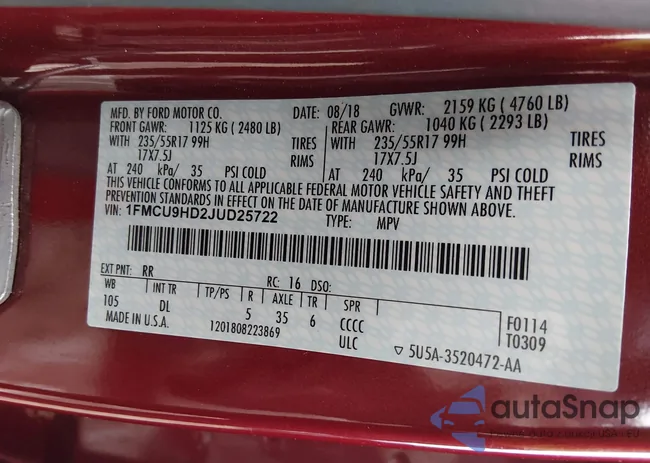 MFD. BY FORD MOTOR CO. DATE: 08/18 GVWR: 2159 KG ( 4760 LB)
FRONT GAWR: 1125 KG ( 2480 LB) REAR GAWR: 1040 KG ( 2293 LB)
WITH 235/55R17 99H TIRES WITH 235/55R17 99H TIRES
17X7.5J RIMS 17X7.5J RIMS
AT 240 kPa/ 35 PSI COLD AT 240 kPa/ 35 PSI COLD
THIS VEHICLE CONFORMS TO ALL APPLICABLE FEDERAL MOTOR VEHICLE SAFETY AND THEFT
PREVENTION STANDARDS IN EFFECT ON THE DATE OF MANUFACTURE SHOWN ABOVE.
VIN: 1FMCU9HD2JUD25722 TYPE: MPV
EXT PNT: RR RC: 16 DSO:
WB INT TR TP/PS R AXLE TR SPR
105 DL 5 35 6 CCCC F0114
MADE IN U.S.A. 1201808223869 ULC T0309
▽ 5U5A-3520472-AA
autoSnap